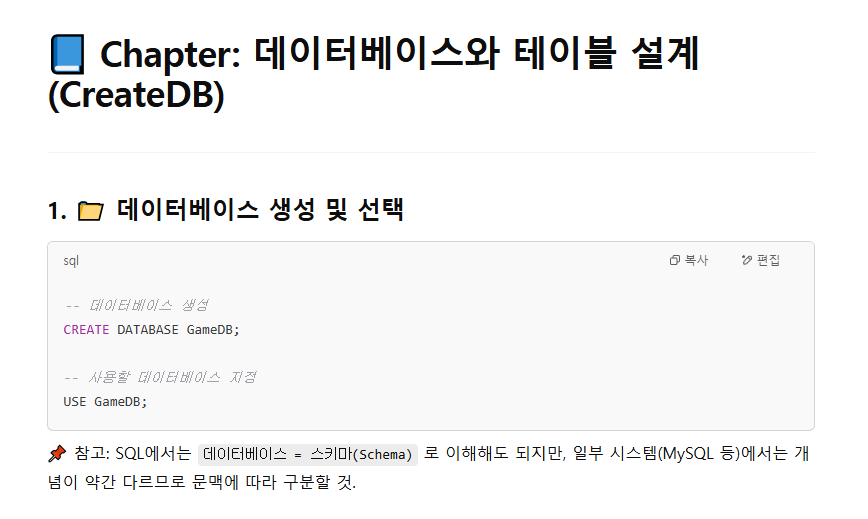 📘 Chapter: 데이터베이스와 테이블 설계
(CreateDB)
1. 📁 데이터베이스 생성 및 선택
sql 복사 편집
-- 데이터베이스 생성
CREATE DATABASE GameDB;
-- 사용할 데이터베이스 지정
USE GameDB;
📌 참고: SQL에서는 데이터베이스 = 스키마(Schema) 로 이해해도 되지만, 일부 시스템(MySQL 등)에서는 개
념이 약간 다르므로 문맥에 따라 구분할 것.